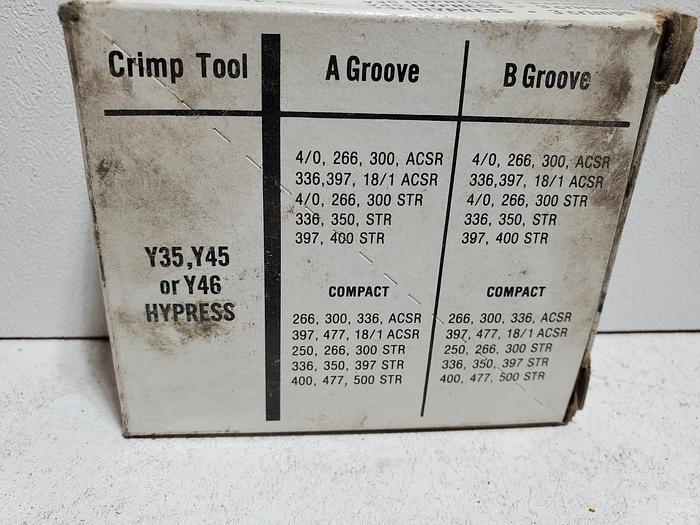 Crimp Tool
A Groove
B Groove
Y35,Y45
or Y46
HYPRESS
4/0, 266, 300, ACSR
336,397, 18/1 ACSR
4/0, 266, 300 STR
336, 350, STR
397, 400 STR
COMPACT
266, 300, 336, ACSR
397, 477, 18/1 ACSR
250, 266, 300 STR
336, 350, 397 STR
400, 477, 500 STR
4/0, 266, 300, ACSR
336,397, 18/1 ACSR
4/0, 266, 300 STR
336, 350, STR
397, 400 STR
COMPACT
266, 300, 336, ACSR
397, 477, 18/1 ACSR
250, 266, 300 STR
336, 350, 397 STR
400, 477, 500 STR